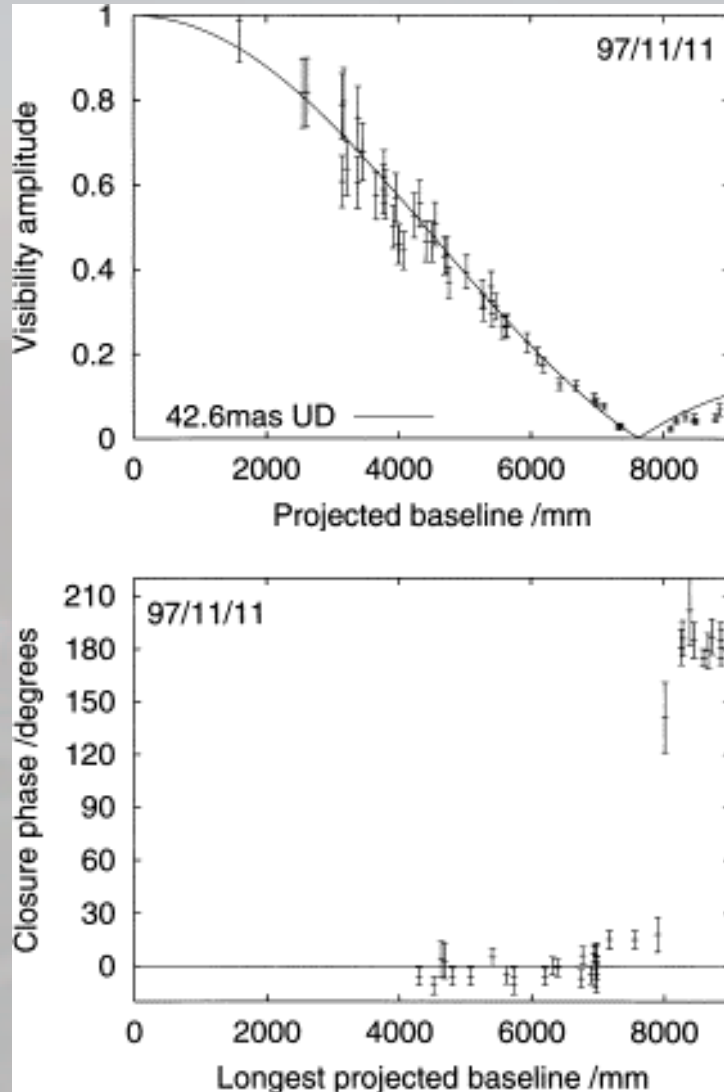 1
0.8
0.6
0.4
0.2
0
Visibility amplitude
97/11/11
42.6mas UD
0 2000 4000 6000 8000
Projected baseline /mm
210
180
150
120
90
60
30
0
Closure phase /degrees
97/11/11
0 2000 4000 6000 8000
Longest projected baseline /mm